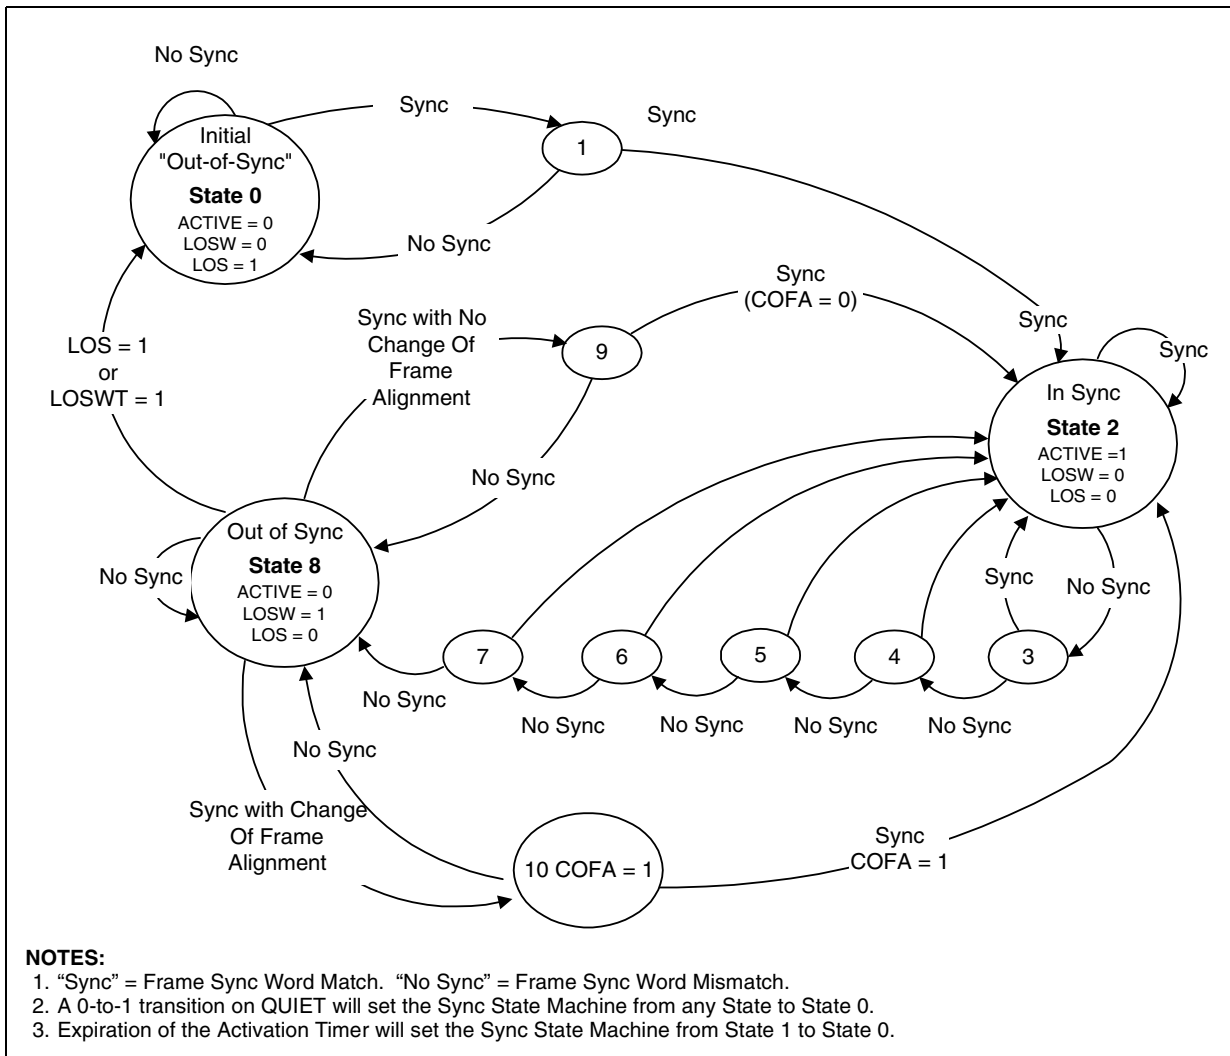 No Sync
Sync
Sync
Initial
"Out-of-Sync"
State 0
ACTIVE = 0
LOSW = 0
LOS = 1
1
No Sync
Sync
(COFA = 0)
LOS = 1
or
LOSWT = 1
Sync with No
Change Of
Frame
Alignment
9
Sync
Sync
In Sync
State 2
ACTIVE =1
LOSW = 0
LOS = 0
No Sync
Out of Sync
State 8
ACTIVE = 0
LOSW = 1
LOS = 0
No Sync
Sync
No Sync
7
6
5
4
3
No Sync
No Sync
No Sync
No Sync
No Sync
No Sync
Sync with Change
Of Frame
Alignment
10 COFA = 1
Sync
COFA = 1
NOTES:
1. “Sync” = Frame Sync Word Match. “No Sync” = Frame Sync Word Mismatch.
2. A 0-to-1 transition on QUIET will set the Sync State Machine from any State to State 0.
3. Expiration of the Activation Timer will set the Sync State Machine from State 1 to State 0.